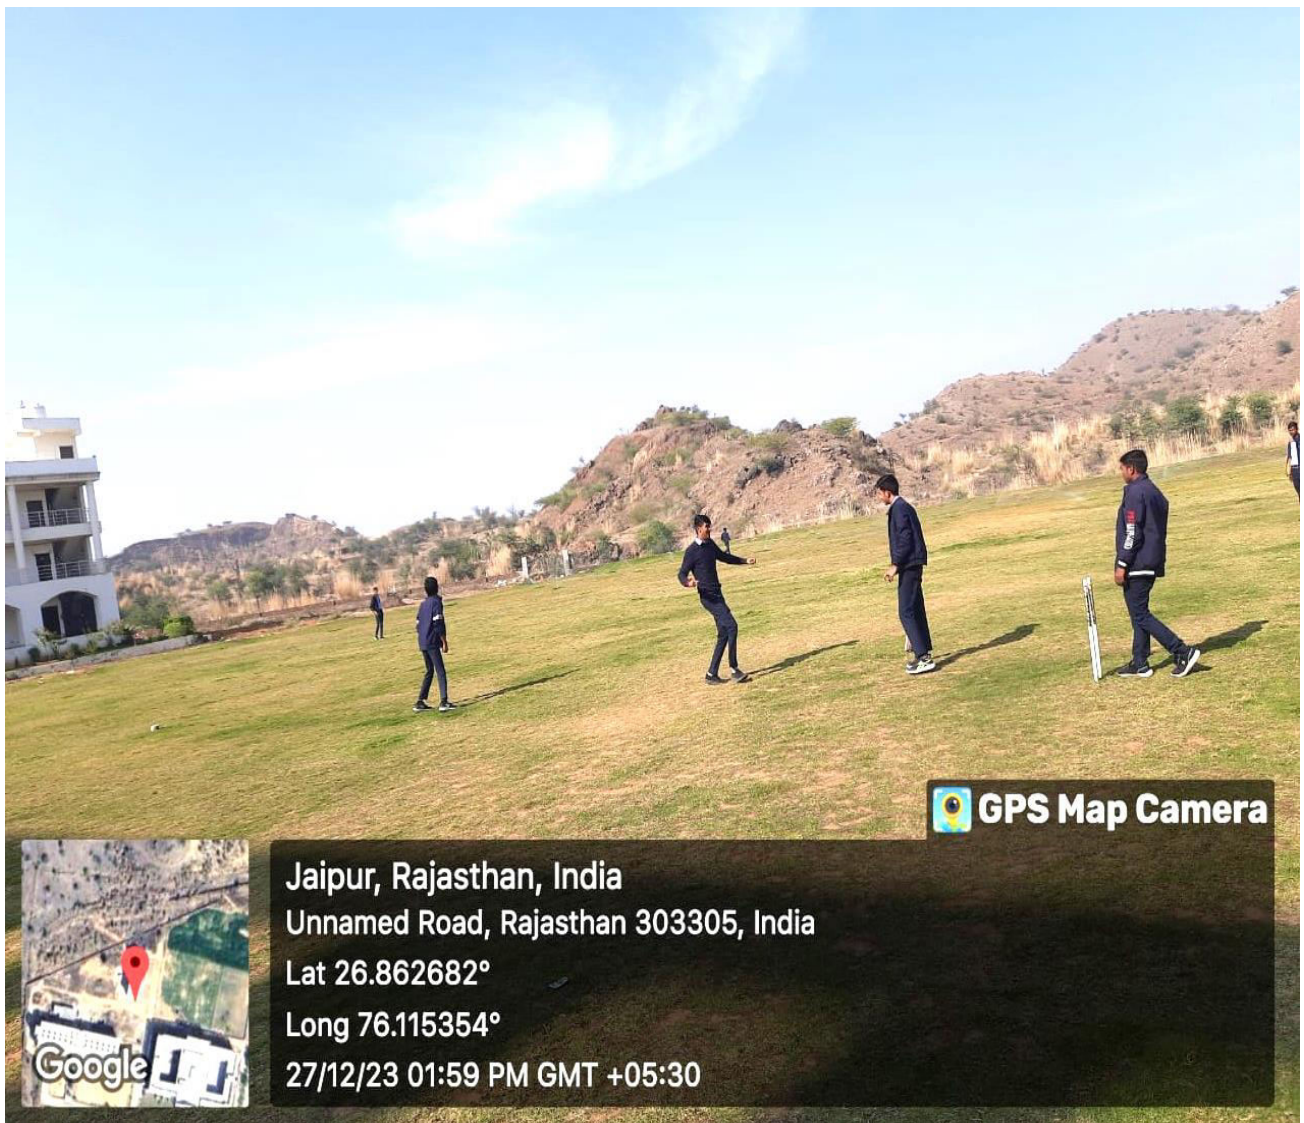 GPS Map Camera
Jaipur, Rajasthan, India
Unnamed Road, Rajasthan 303305, India
Lat 26.862682°
Long 76.115354°
27/12/23 01:59 PM GMT +05:30
Google